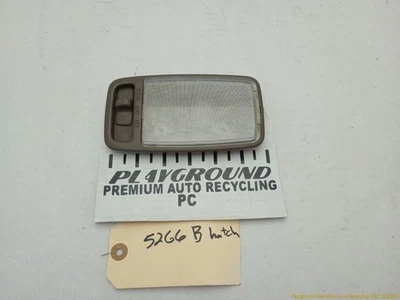 PLAYGROUND
PREMIUM AUTO RECYCLING
PC
5266 B hatch